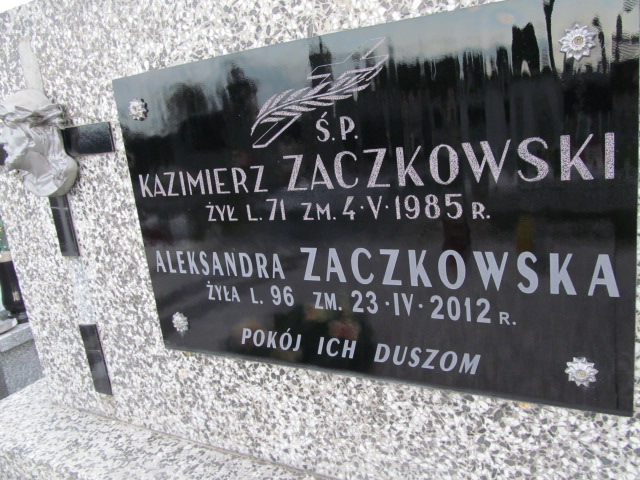 Ś.P.
KAZIMIERZ ZACZKOWSKI
ŻYŁ L. 71 ZM. 4·V·1985 R.
ALEKSANDRA ZACZKOWSKA
ŻYŁA L. 96 ZM. 23·IV·2012 R.
POKÓJ ICH DUSZOM